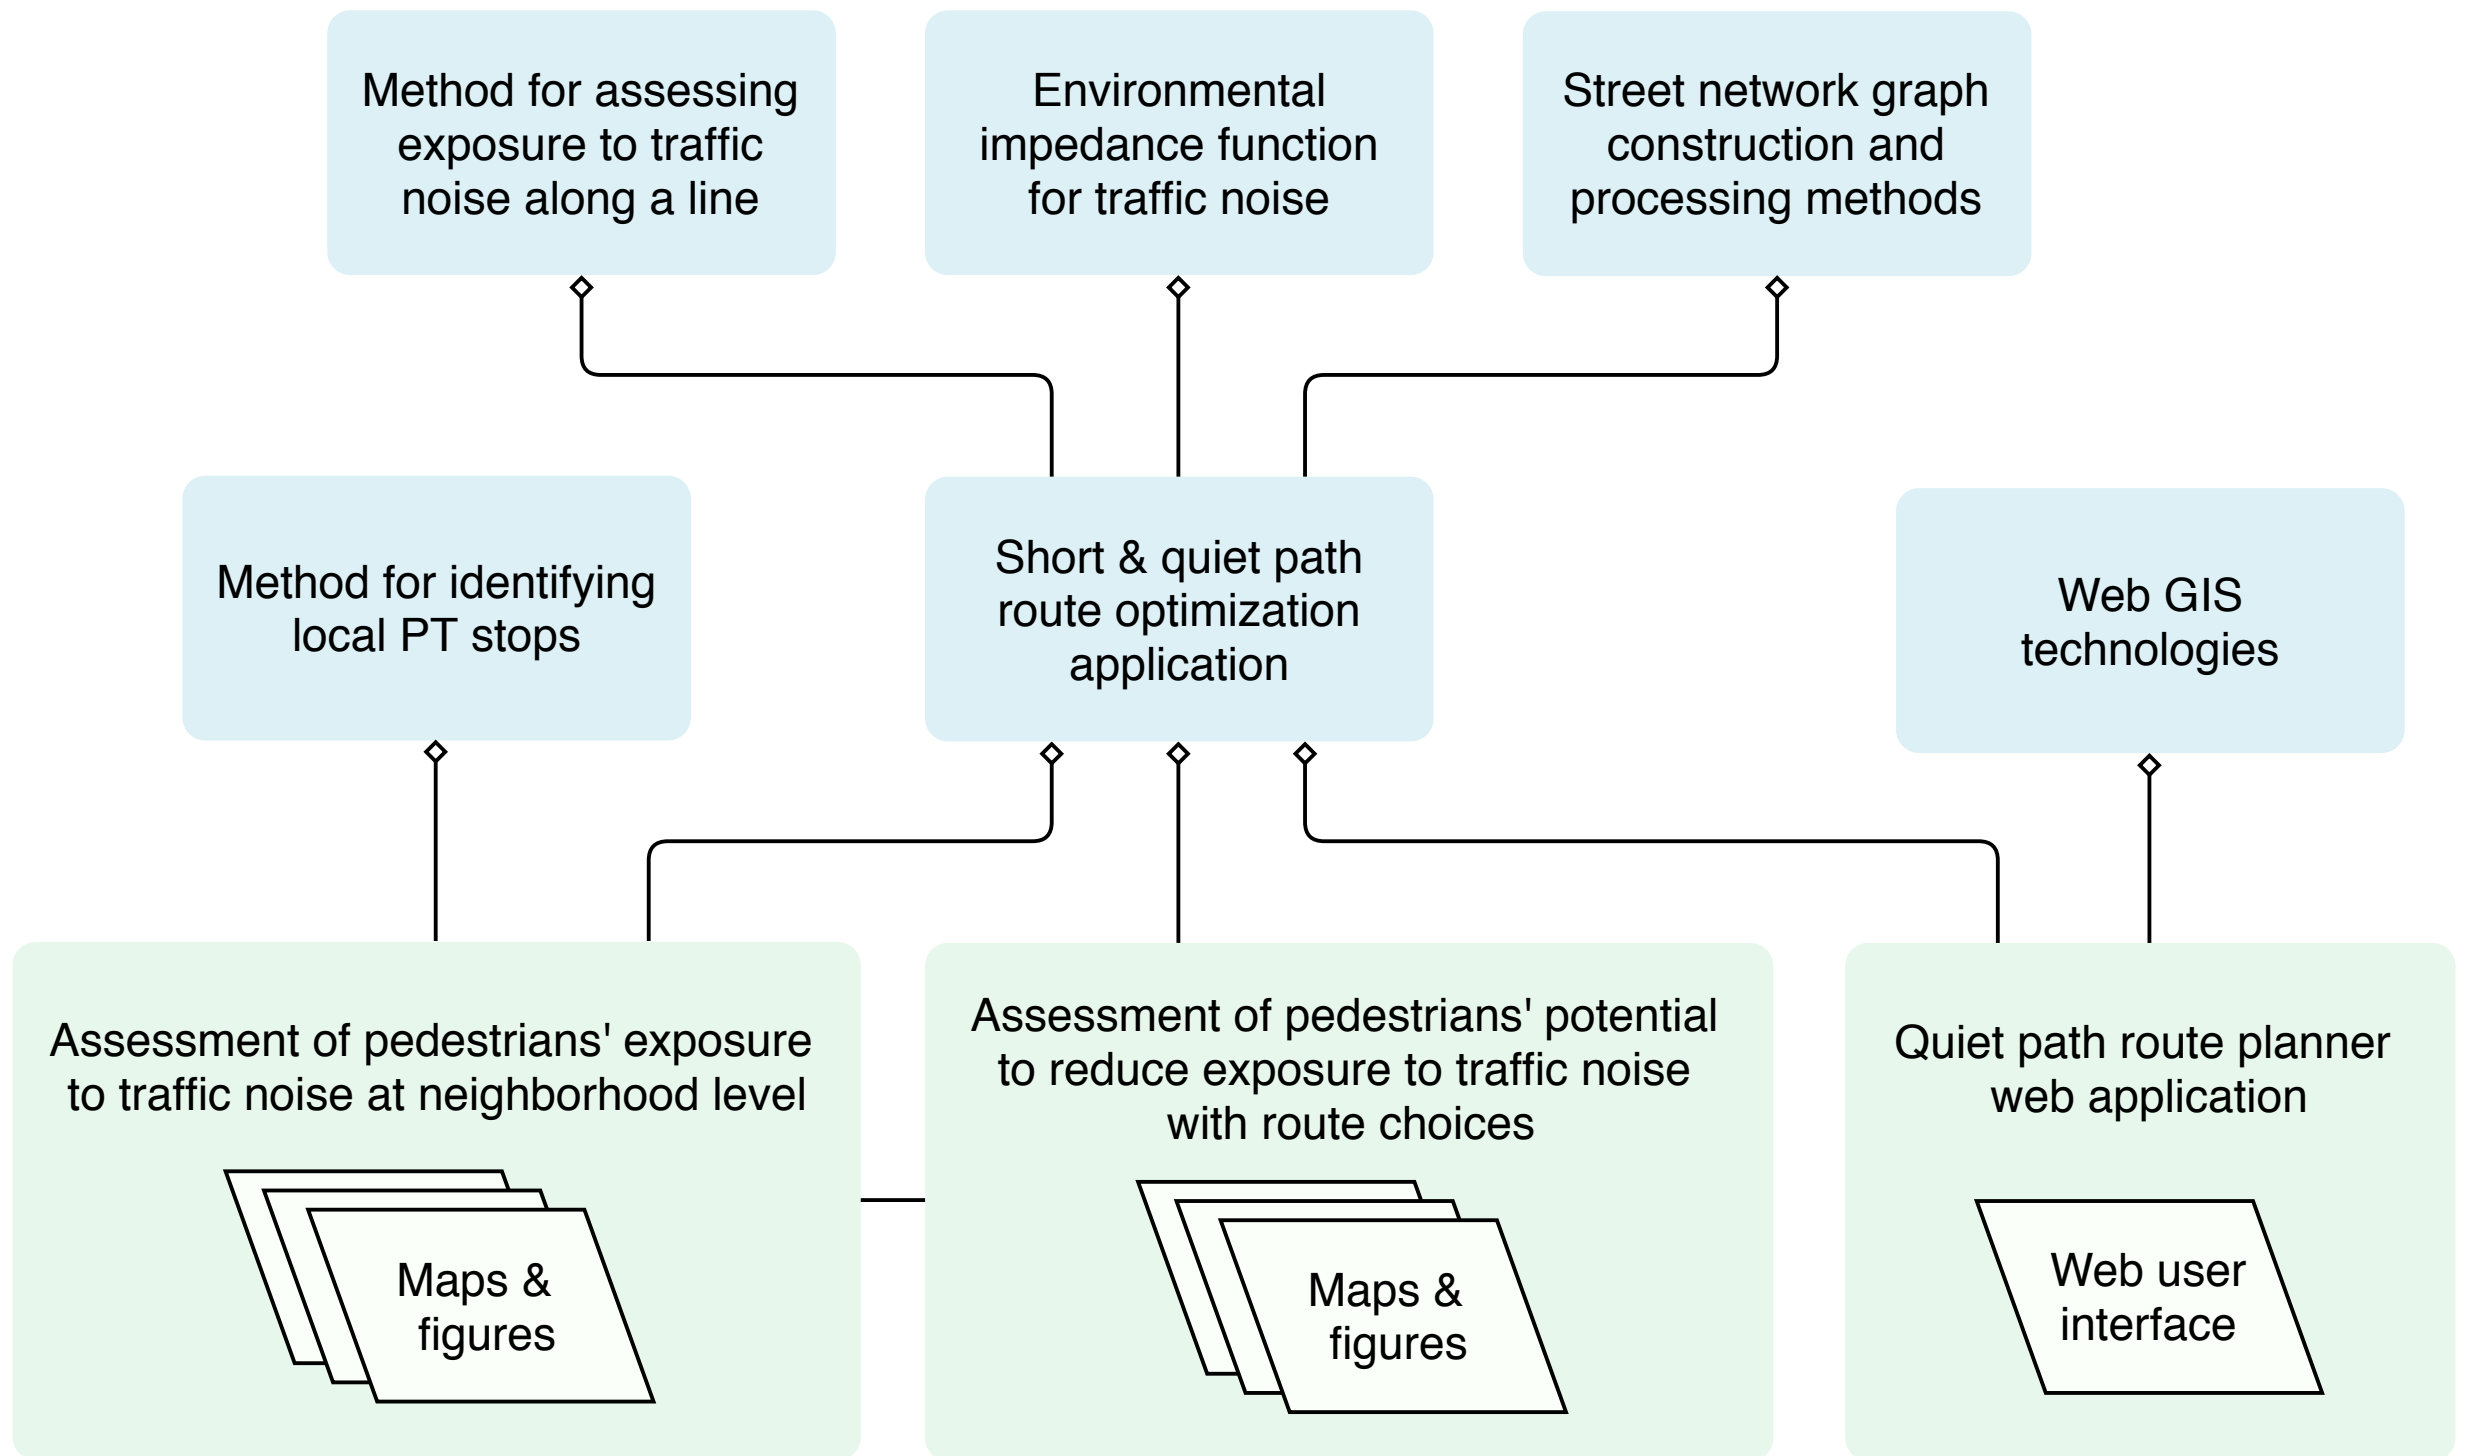 Method for assessing
exposure to traffic
noise along a line
Environmental
impedance function
for traffic noise
Street network graph
construction and
processing methods
Method for identifying
local PT stops
Short & quiet path
route optimization
application
Web GIS
technologies
Assessment of pedestrians' exposure
to traffic noise at neighborhood level
Maps &
figures
Assessment of pedestrians' potential
to reduce exposure to traffic noise
with route choices
Maps &
figures
Quiet path route planner
web application
Web user
interface